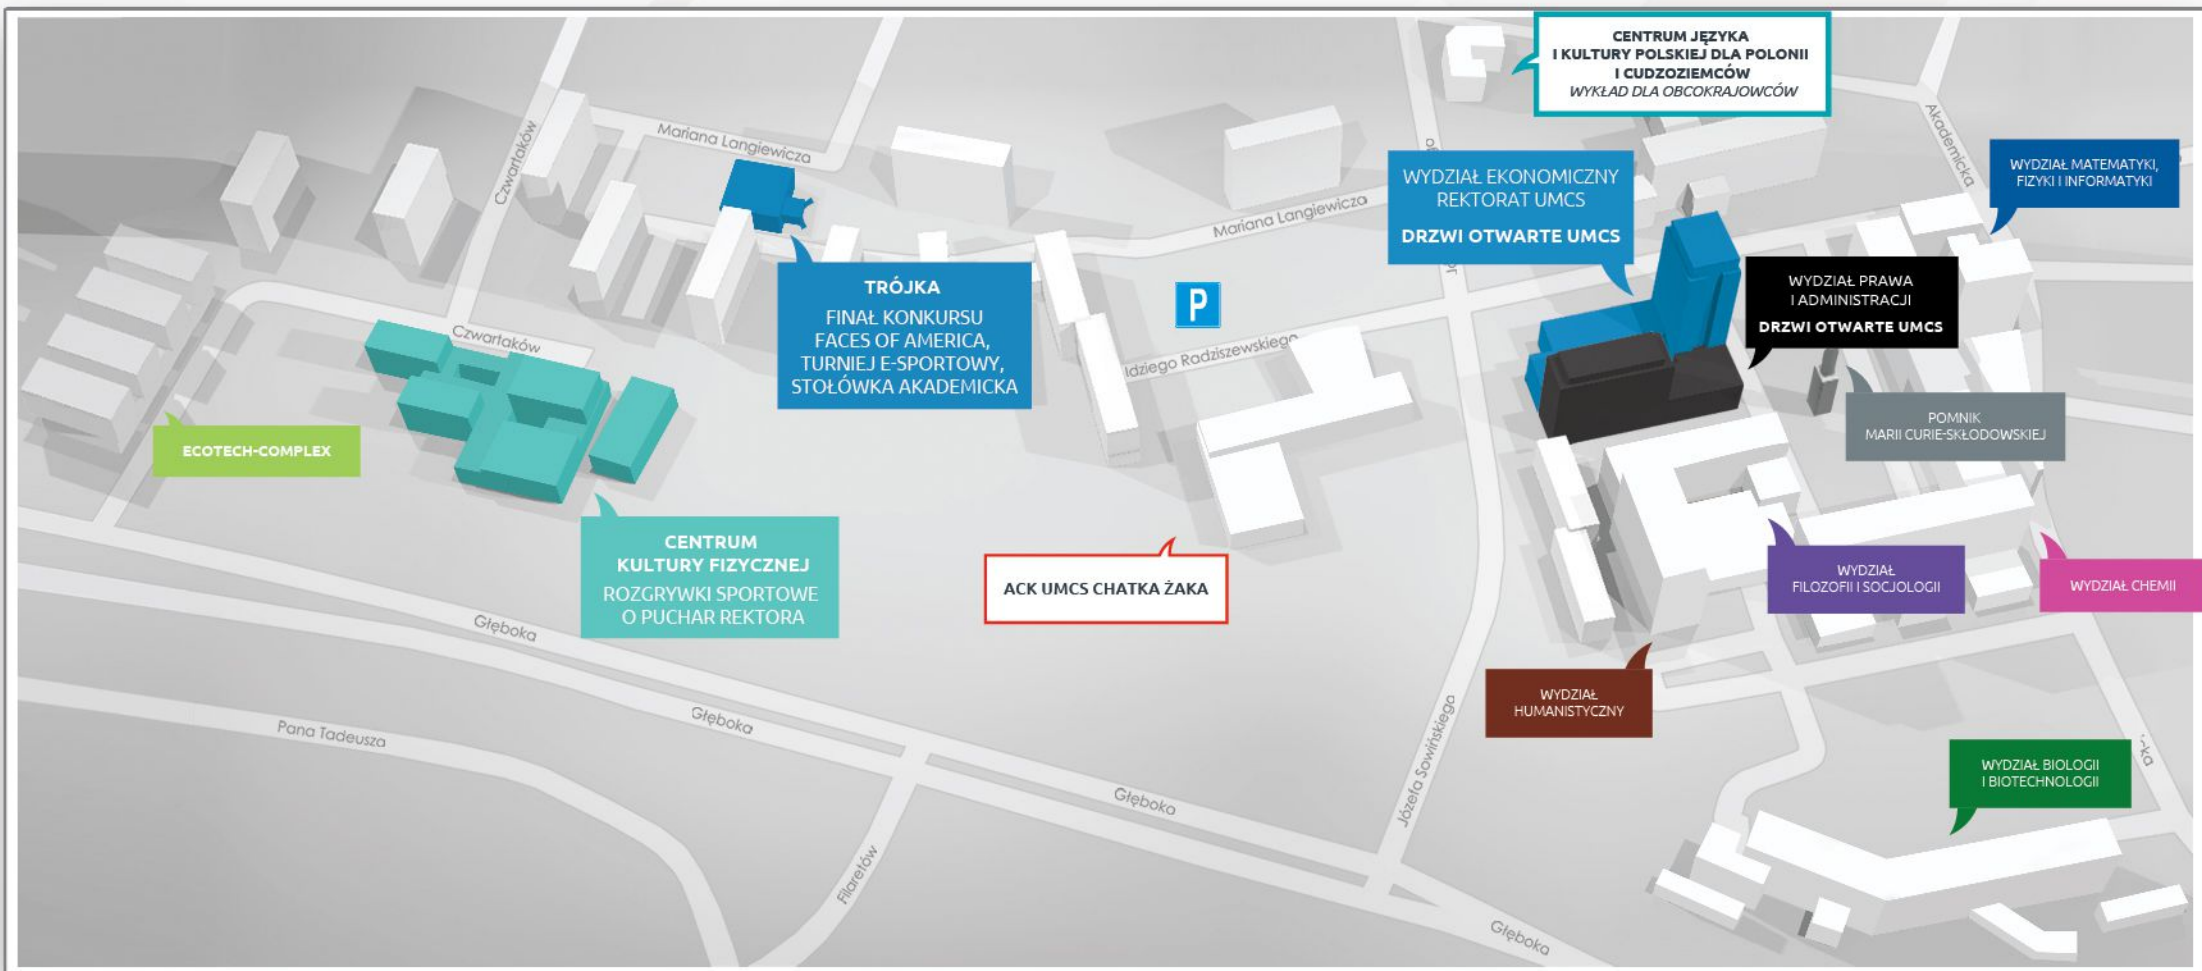 CENTRUM JĘZYKA
I KULTURY POLSKIEJ DLA POLONII
I CUDZOZIEMCÓW
WYKŁAD DLA OBCOKRAJOWCÓW
Akademicka
Czwartaków
Mariana Langiewicza
WYDZIAŁ MATEMATYKI,
FIZYKI I INFORMATYKI
WYDZIAŁ EKONOMICZNY
REKTORAT UMCS
DRZWI OTWARTE UMCS
Mariana Langiewicza
TRÓJKA
FINAŁ KONKURSU
FACES OF AMERICA,
TURNIEJ E-SPORTOWY,
STOŁÓWKA AKADEMICKA
P
WYDZIAŁ PRAWA
I ADMINISTRACJI
DRZWI OTWARTE UMCS
Czwartaków
Idziego Radziszewskiego
POMNIK
MARII CURIE-SKŁODOWSKIEJ
ECOTECH-COMPLEX
CENTRUM
KULTURY FIZYCZNEJ
ROZGRYWKI SPORTOWE
O PUCHAR REKTORA
ACK UMCS CHATKA ŻAKA
WYDZIAŁ
FILOZOFII I SOCJOLOGII
WYDZIAŁ CHEMII
Głęboka
WYDZIAŁ
HUMANISTYCZNY
Głęboka
Pana Tadeusza
Józefa Sowińskiego
WYDZIAŁ BIOLOGII
I BIOTECHNOLOGII
Głęboka
Filaretów
Głęboka